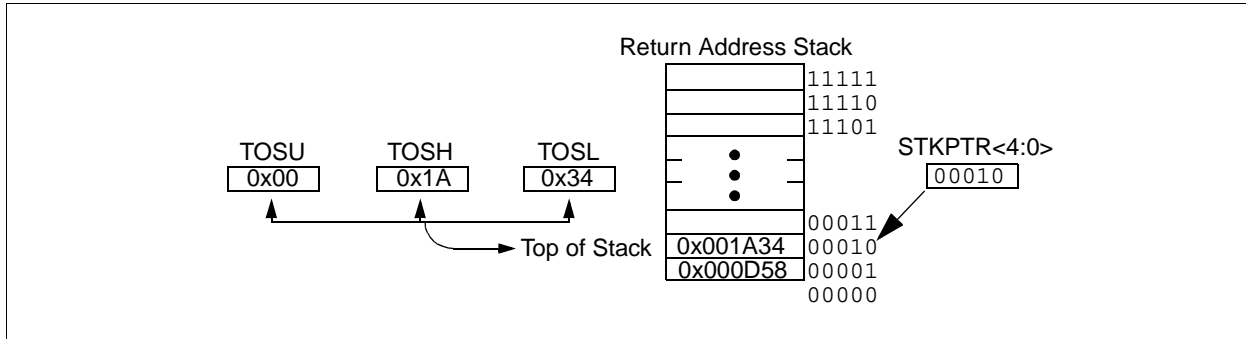 Return Address Stack
11111
11110
11101
TOSU TOSH TOSL STKPTR<4:0>
0x00 0x1A 0x34 00010
00011
Top of Stack 0x001A34 00010
0x000D58 00001
00000